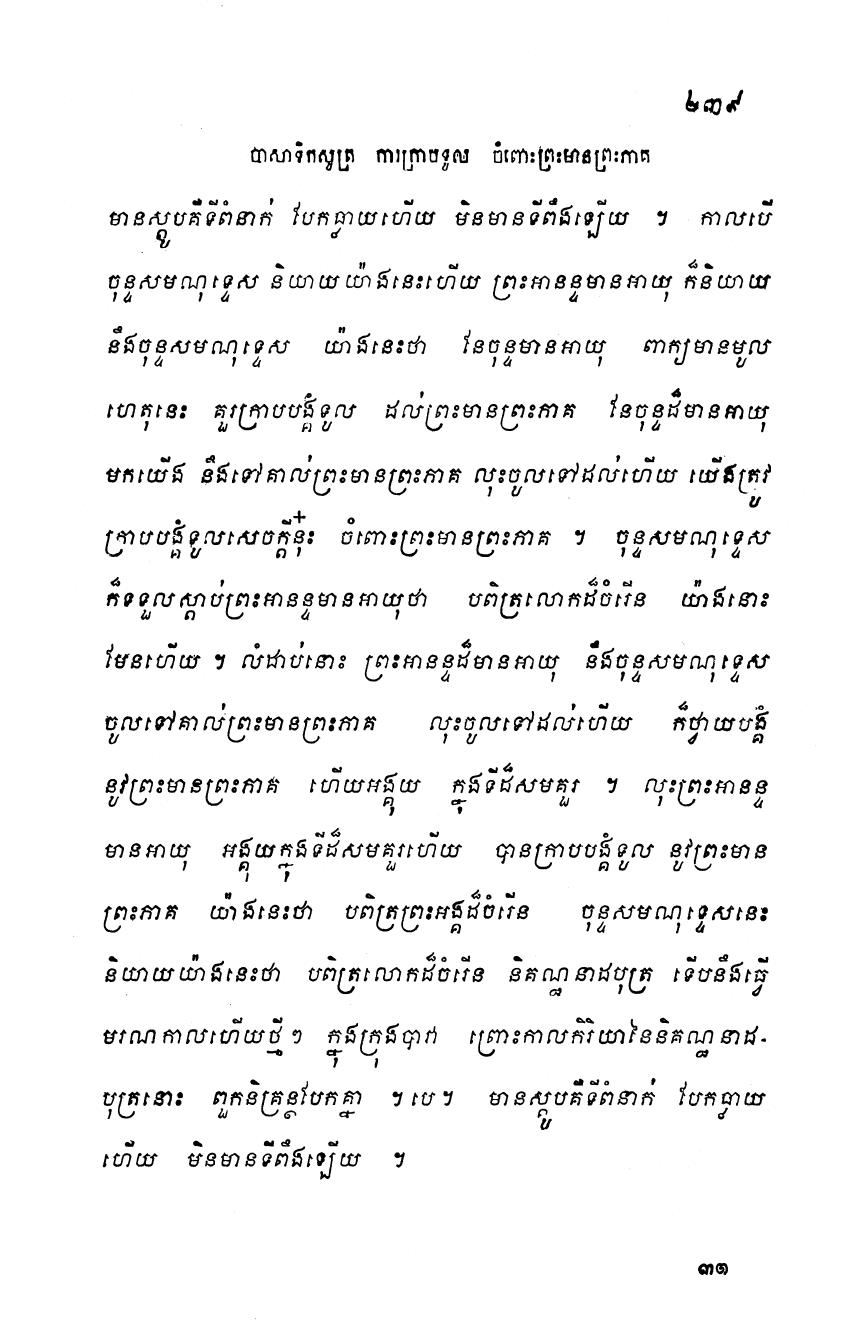 ២៣៩
បាសាទិកសូត្រ ការក្រាបទូល ចំពោះព្រះមានព្រះភាគ
មានស្តូបគឺទីពំនាក់ បែកធ្លាយហើយ មិនមានទីពឹងឡើយ ។ កាលបើ
ចុន្ទសមណុទ្ទេស និយាយយ៉ាងនេះហើយ ព្រះអានន្ទមានអាយុ ក៏និយាយ
នឹងចុន្ទសមណុទ្ទេស យ៉ាងនេះថា នែចុន្ទមានអាយុ ពាក្យមានមូល
ហេតុនេះ គួរក្រាបបង្គំទូល ដល់ព្រះមានព្រះភាគ នែចុន្ទដ៏មានអាយុ
មកយើង នឹងទៅគាល់ព្រះមានព្រះភាគ លុះចូលទៅដល់ហើយ យើងត្រូវ
ក្រាបបង្គំទូលសេចក្តីនុ៎ះ ចំពោះព្រះមានព្រះភាគ ។ ចុន្ទសមណុទ្ទេស
ក៏ទទួលស្តាប់ព្រះអានន្ទមានអាយុថា បពិត្រលោកដ៏ចំរើន យ៉ាងនោះ
មែនហើយ ។ លំដាប់នោះ ព្រះអានន្ទដ៏មានអាយុ នឹងចុន្ទសមណុទ្ទេស
ចូលទៅគាល់ព្រះមានព្រះភាគ លុះចូលទៅដល់ហើយ ក៏ថ្វាយបង្គំ
នូវព្រះមានព្រះភាគ ហើយអង្គុយ ក្នុងទីដ៏សមគួរ ។ លុះព្រះអានន្ទ
មានអាយុ អង្គុយក្នុងទីដ៏សមគួរហើយ បានក្រាបបង្គំទូល នូវព្រះមាន
ព្រះភាគ យ៉ាងនេះថា បពិត្រព្រះអង្គដ៏ចំរើន ចុន្ទសមណុទ្ទេសនេះ
និយាយយ៉ាងនេះថា បពិត្រលោកដ៏ចំរើន និគណ្ឋនាដបុត្រ ទើបនឹងធ្វើ
មរណកាលហើយថ្មីៗ ក្នុងក្រុងបាវា ព្រោះកាលកិរិយានៃនិគណ្ឋនាដ-
បុត្រនោះ ពួកនិគ្រន្ថបែកគ្នា ។បេ។ មានស្តូបគឺទីពំនាក់ បែកធ្លាយ
ហើយ មិនមានទីពឹងឡើយ ។
៣១